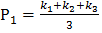 P₁ = (k₁+k₂+k₃)/3